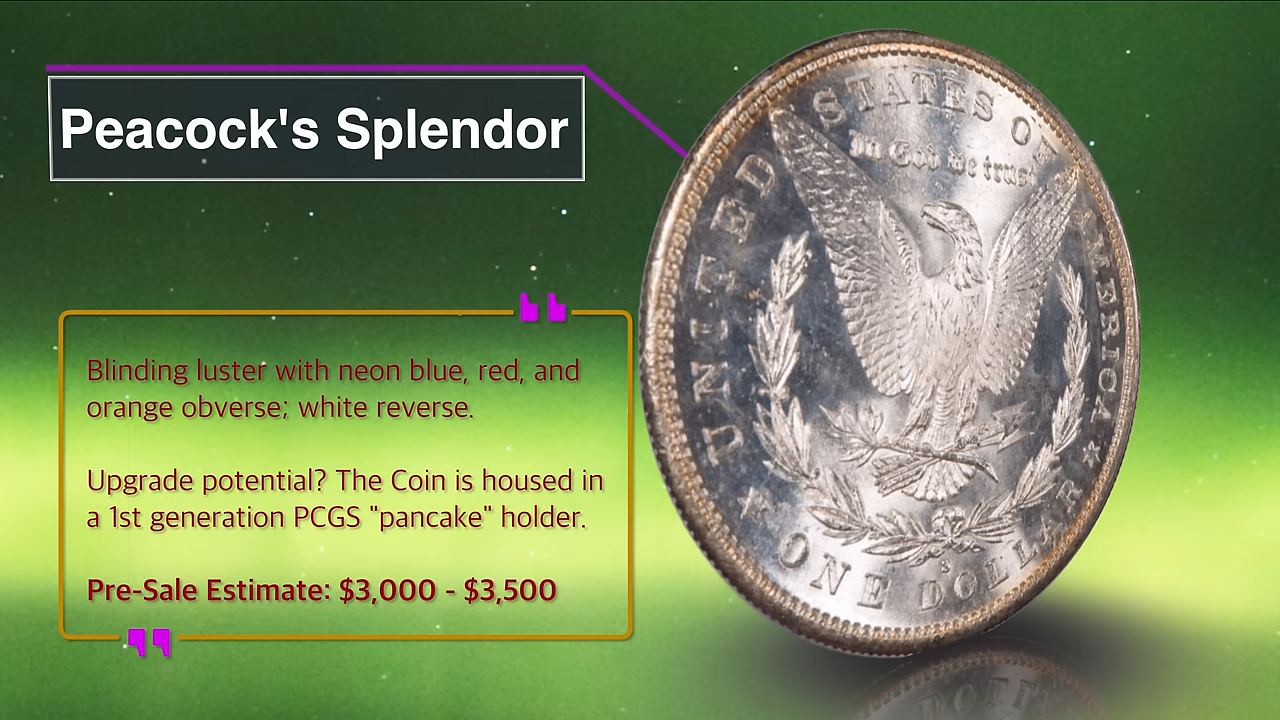 Peacock's Splendor
Blinding luster with neon blue, red, and
orange obverse; white reverse.
Upgrade potential? The Coin is housed in
a 1st generation PCGS "pancake" holder.
Pre-Sale Estimate: $3,000 - $3,500
UNITED STATES OF AMERICA
In God we trust
ONE DOLLAR
S